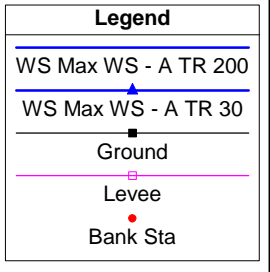 Legend
WS Max WS - A TR 200
WS Max WS - A TR 30
Ground
Levee
Bank Sta